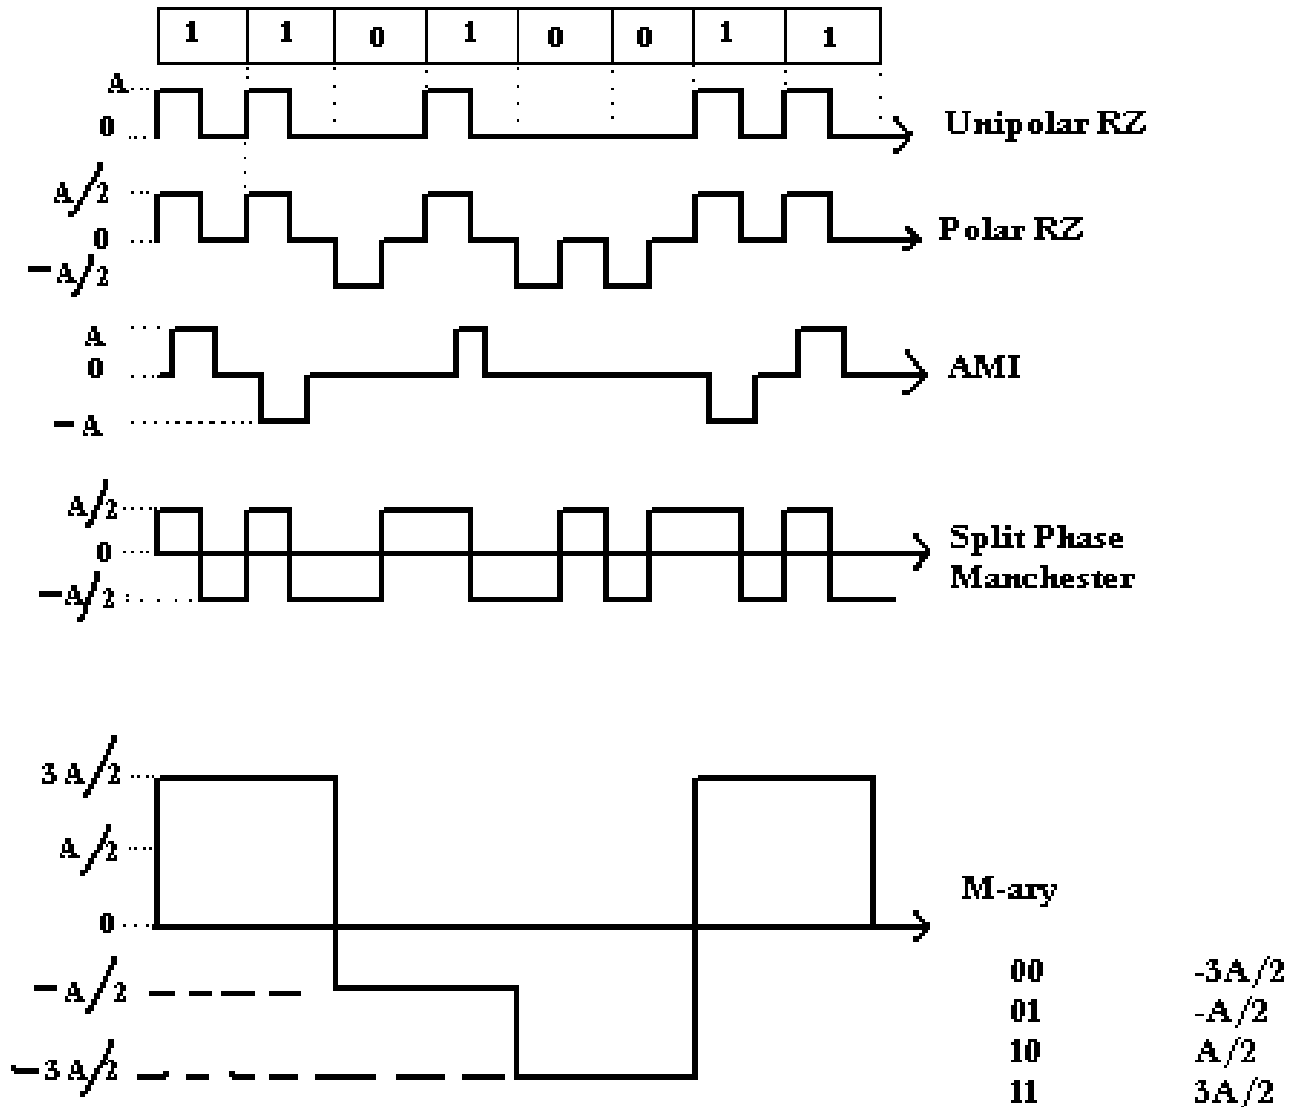 1 1 0 1 0 0 1 1
A
0
Unipolar RZ
A/2
0
Polar RZ
-A/2
A
0
AMI
-A
A/2
0
Split Phase
Manchester
-A/2
3A/2
A/2
M-ary
0
00 -3A/2
-A/2
01 -A/2
10 A/2
-3A/2
11 3A/2